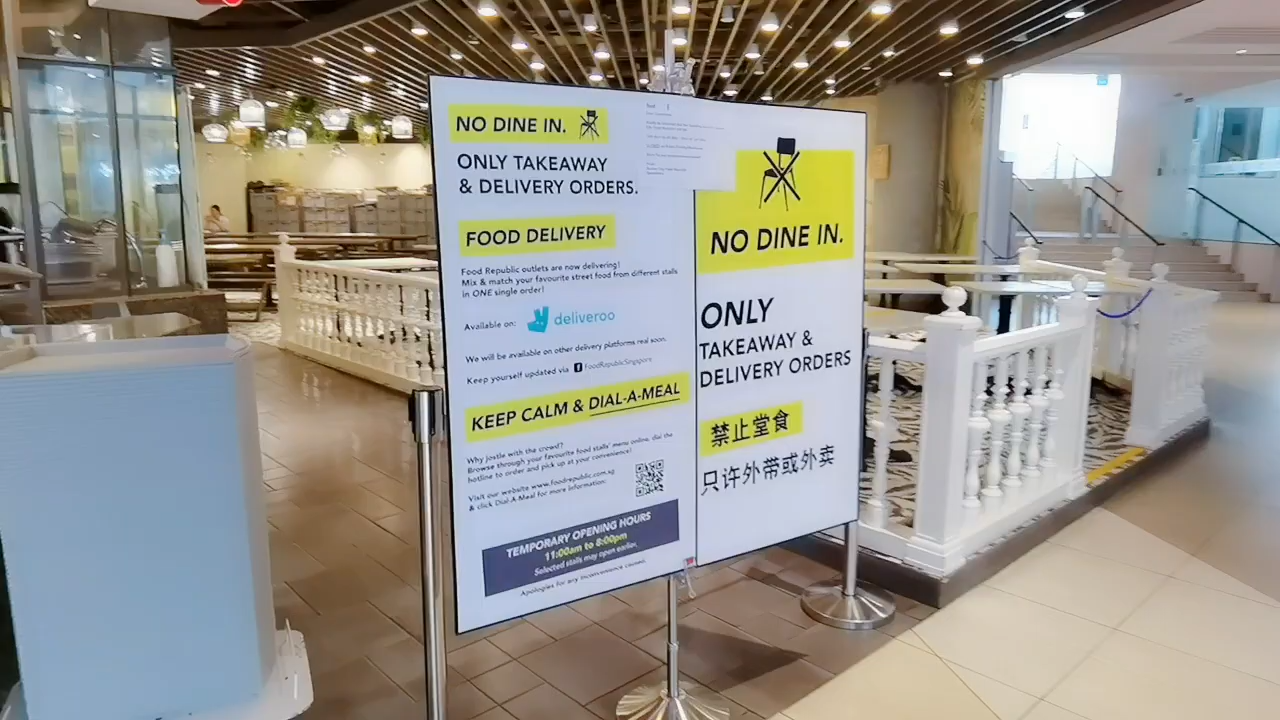 NO DINE IN.
ONLY TAKEAWAY
& DELIVERY ORDERS.
FOOD DELIVERY
Food Republic outlets are now delivering!
Mix & match your favourite street food from different stalls
in ONE single order!
Available on: deliveroo
We will be available on other delivery platforms real soon.
Keep yourself updated via f FoodRepublicSingapore
KEEP CALM & DIAL-A-MEAL
Why jostle with the crowd?
Browse through your favourite food stalls' menu online, dial the
hotline to order and pick up at your convenience!
Visit our website www.foodrepublic.com.sg
& click Dial-A-Meal for more information:
TEMPORARY OPENING HOURS
11:00am to 8:00pm
Selected stalls may open earlier.
Apologies for any inconvenience caused.
NO DINE IN.
ONLY
TAKEAWAY &
DELIVERY ORDERS
禁止堂食
只许外带或外卖